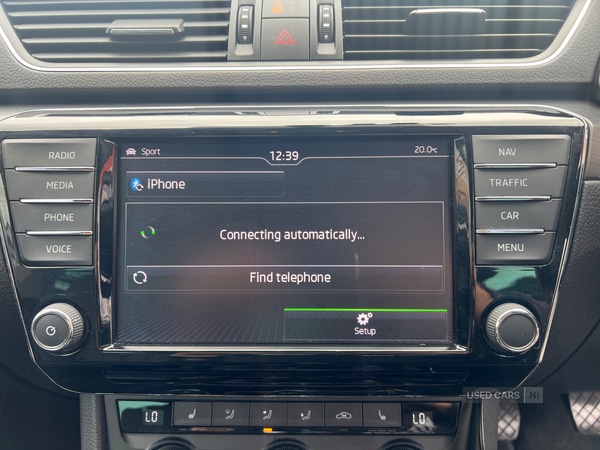 Sport
12:39
20.0°C
iPhone
Connecting automatically...
Find telephone
Setup
RADIO
MEDIA
PHONE
VOICE
NAV
TRAFFIC
CAR
MENU
LO
LO
USED CARS NI